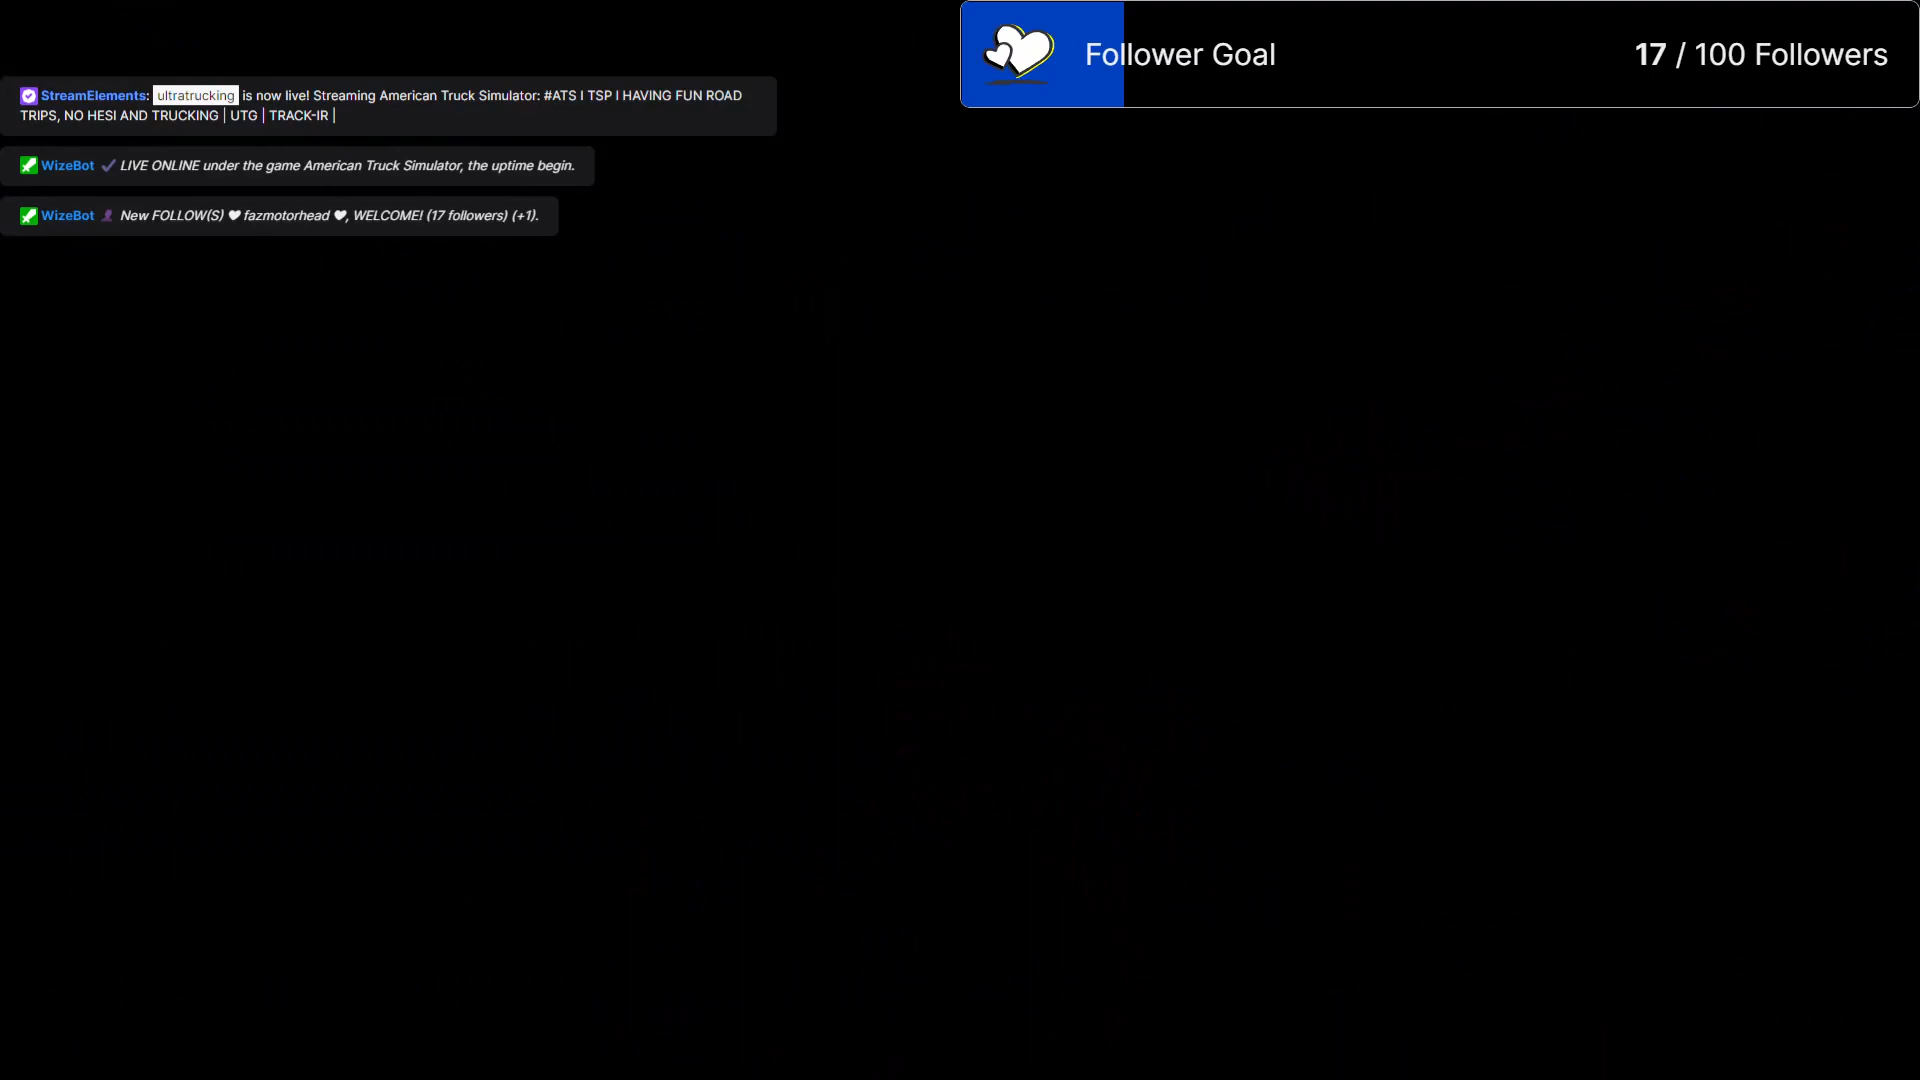 Follower Goal
17 / 100 Followers
StreamElements: ultratrucking is now live! Streaming American Truck Simulator: #ATS I TSP I HAVING FUN ROAD
TRIPS, NO HESI AND TRUCKING | UTG | TRACK-IR |
WizeBot LIVE ONLINE under the game American Truck Simulator, the uptime begin.
WizeBot New FOLLOW(S) ♥ fazmotorhead ♥, WELCOME! (17 followers) (+1).